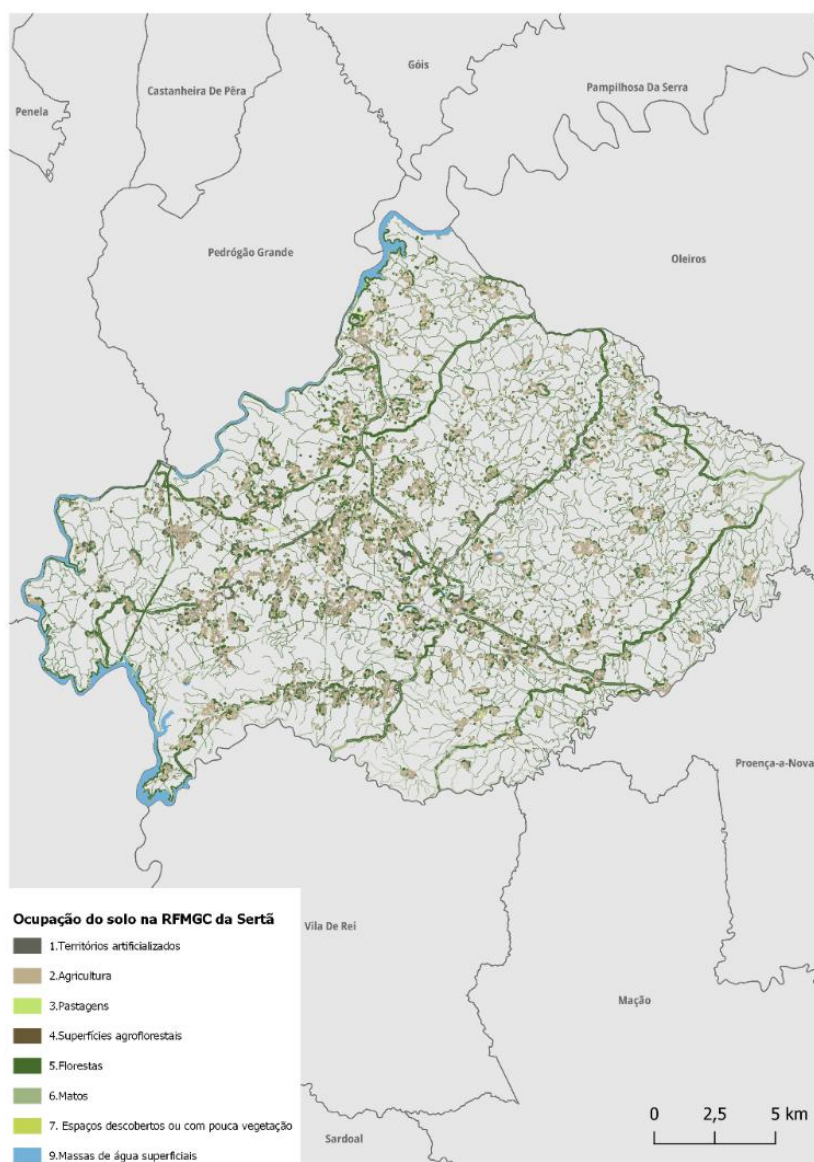 Góis
Castanheira De Pêra
Pampilhosa Da Serra
Penela
Pedrógão Grande
Oleiros
Proença-a-Nova
Vila De Rei
Mação
Sardoal
Ocupação do solo na RFMGC da Sertã
1.Territórios artificializados
2.Agricultura
3.Pastagens
4.Superfícies agroflorestais
5.Florestas
6.Matos
7. Espaços descobertos ou com pouca vegetação
9.Massas de água superficiais
0 2,5 5 km